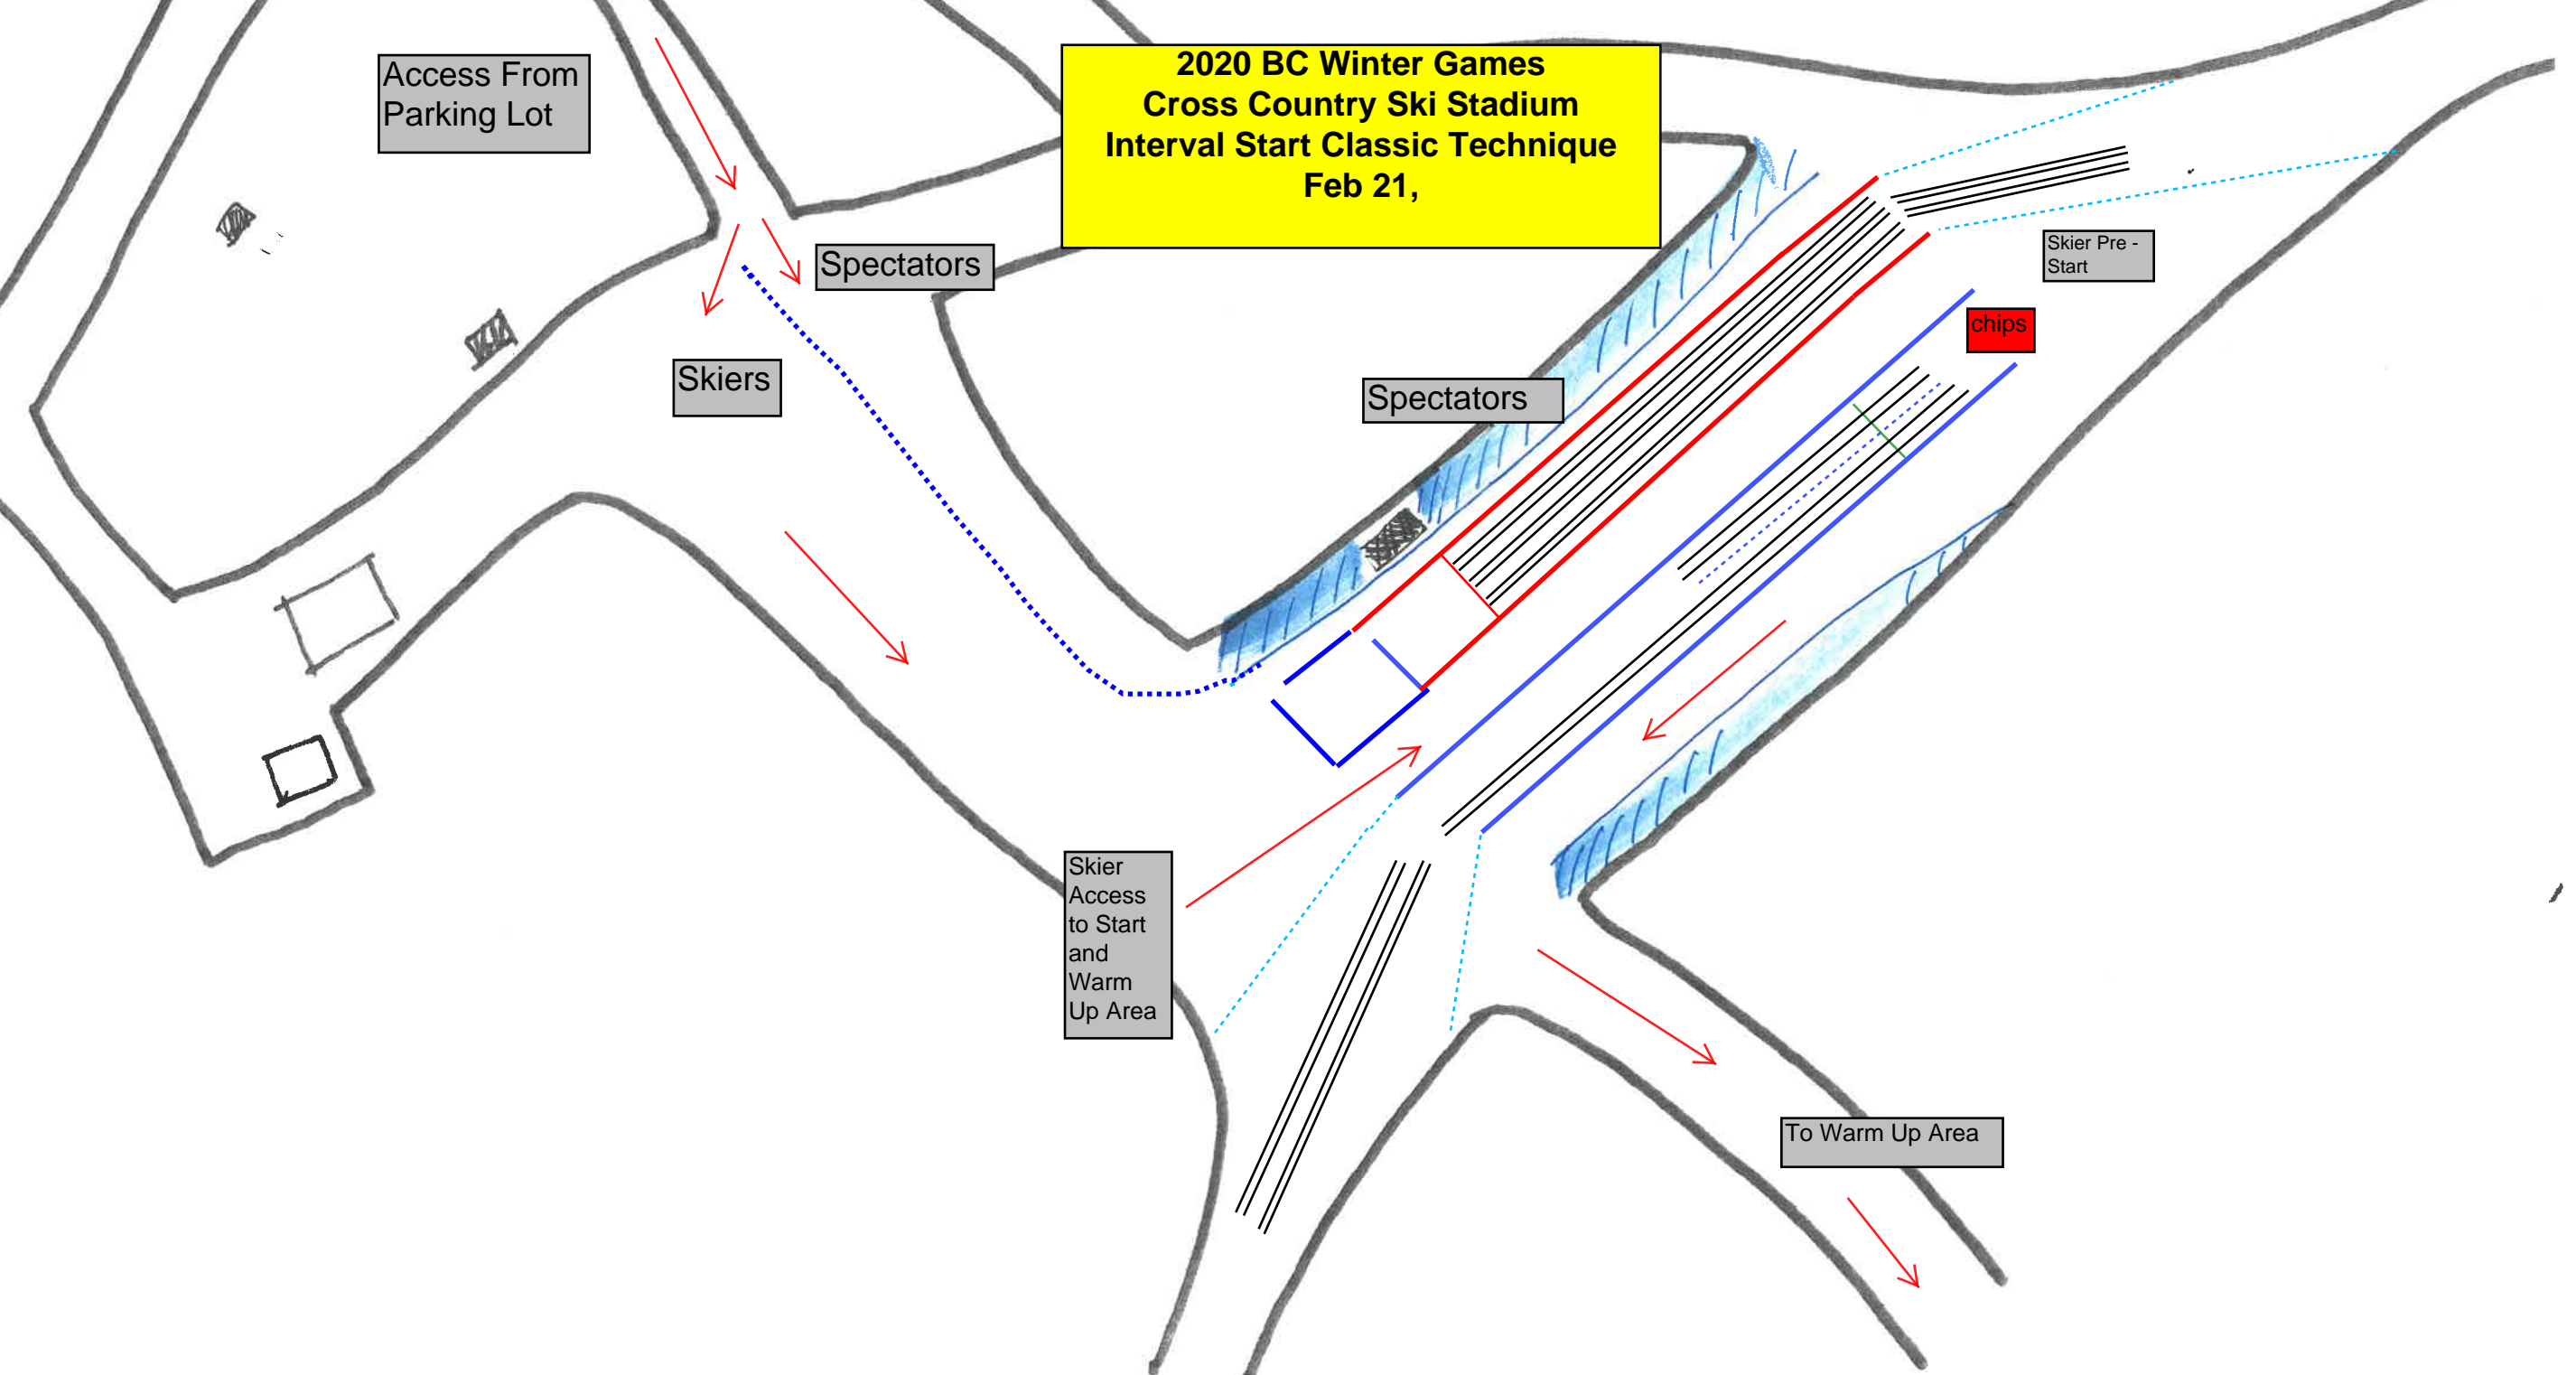 2020 BC Winter Games
Cross Country Ski Stadium
Interval Start Classic Technique
Feb 21,
Access From
Parking Lot
Spectators
Skier Pre -
Start
chips
Skiers
Spectators
Skier
Access
to Start
and
Warm
Up Area
To Warm Up Area